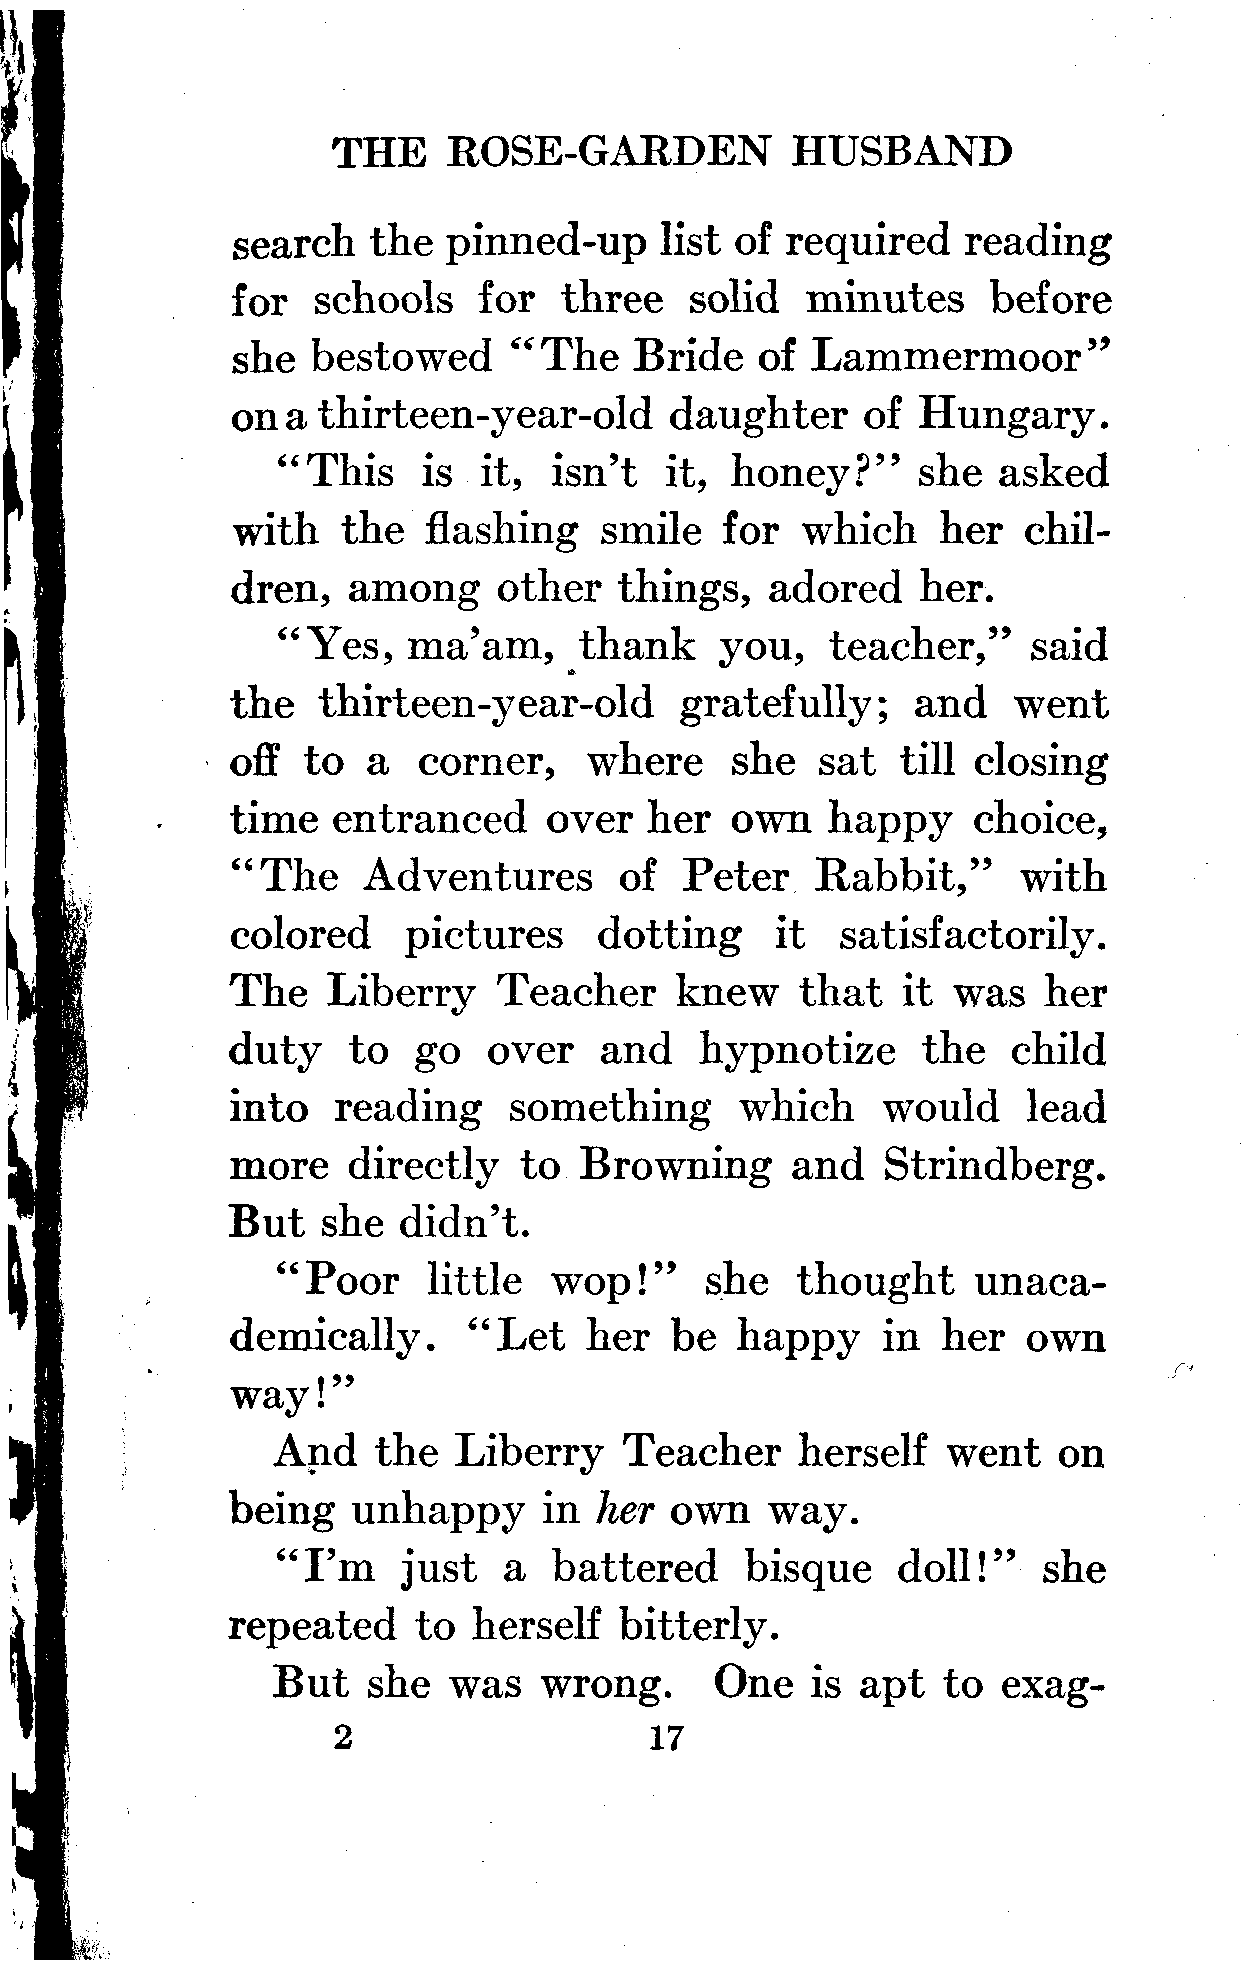 THE ROSE-GARDEN HUSBAND
search the pinned-up list of required reading
for schools for three solid minutes before
she bestowed “The Bride of Lammermoor”
on a thirteen-year-old daughter of Hungary.
“This is it, isn’t it, honey?” she asked
with the flashing smile for which her chil-
dren, among other things, adored her.
“Yes, ma’am, thank you, teacher,” said
the thirteen-year-old gratefully; and went
off to a corner, where she sat till closing
time entranced over her own happy choice,
“The Adventures of Peter Rabbit,” with
colored pictures dotting it satisfactorily.
The Liberry Teacher knew that it was her
duty to go over and hypnotize the child
into reading something which would lead
more directly to Browning and Strindberg.
But she didn’t.
“Poor little wop!” she thought unaca-
demically. “Let her be happy in her own
way!”
And the Liberry Teacher herself went on
being unhappy in her own way.
“I’m just a battered bisque doll!” she
repeated to herself bitterly.
But she was wrong. One is apt to exag-
2 17